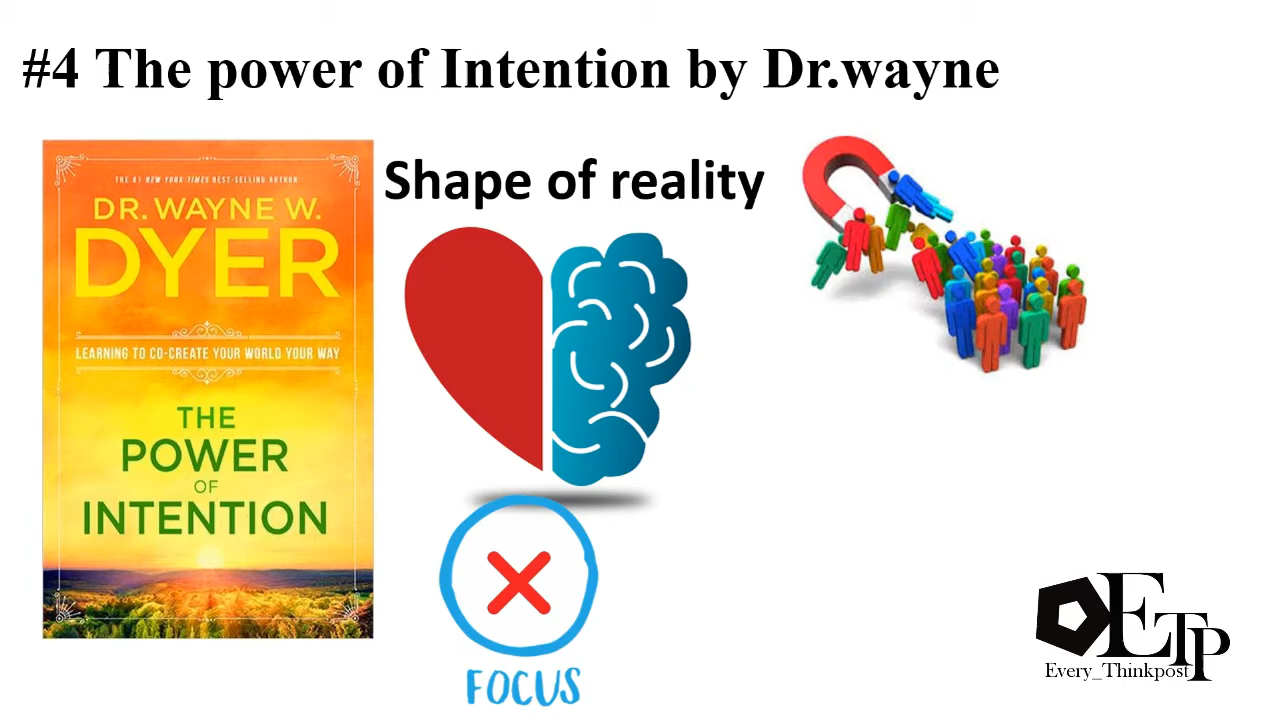 #4 The power of Intention by Dr.wayne
THE #1 NEW YORK TIMES BEST-SELLING AUTHOR
DR. WAYNE W.
DYER
LEARNING TO CO-CREATE YOUR WORLD YOUR WAY
THE
POWER
OF
INTENTION
Shape of reality
FOCUS
ETP
Every_Thinkpost